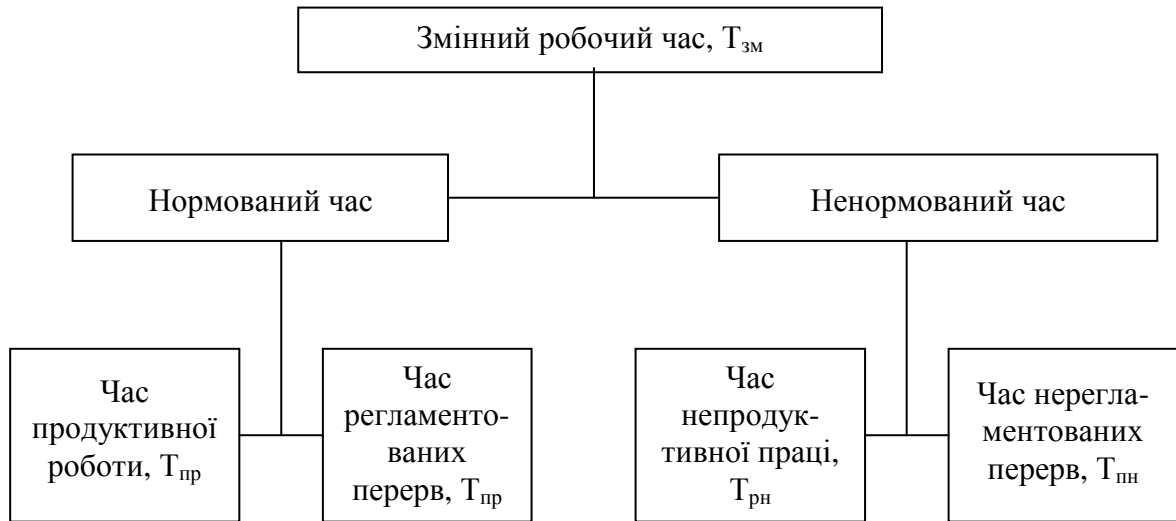 Змінний робочий час, Тзм
Нормований час
Ненормований час
Час
продуктивної
роботи, Тпр
Час
регламенто-
ваних
перерв, Тпр
Час
непродук-
тивної праці,
Трн
Час нерегла-
ментованих
перерв, Тпн